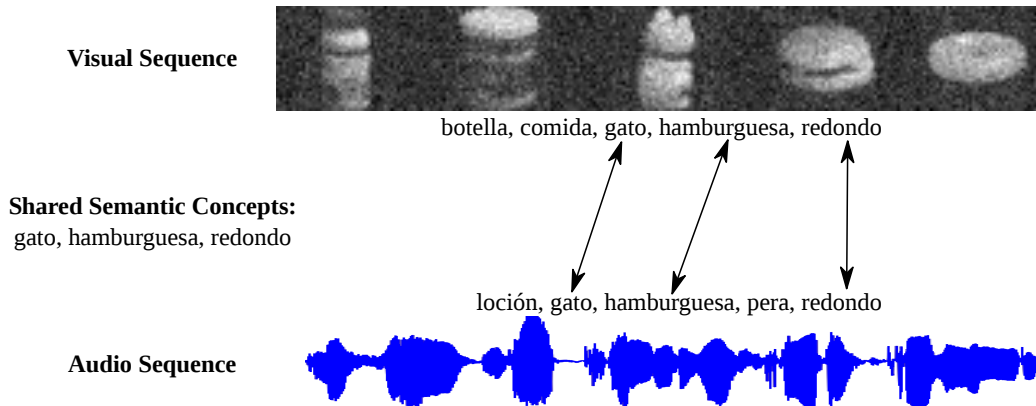 Visual Sequence
botella, comida, gato, hamburguesa, redondo
Shared Semantic Concepts:
gato, hamburguesa, redondo
loción, gato, hamburguesa, pera, redondo
Audio Sequence